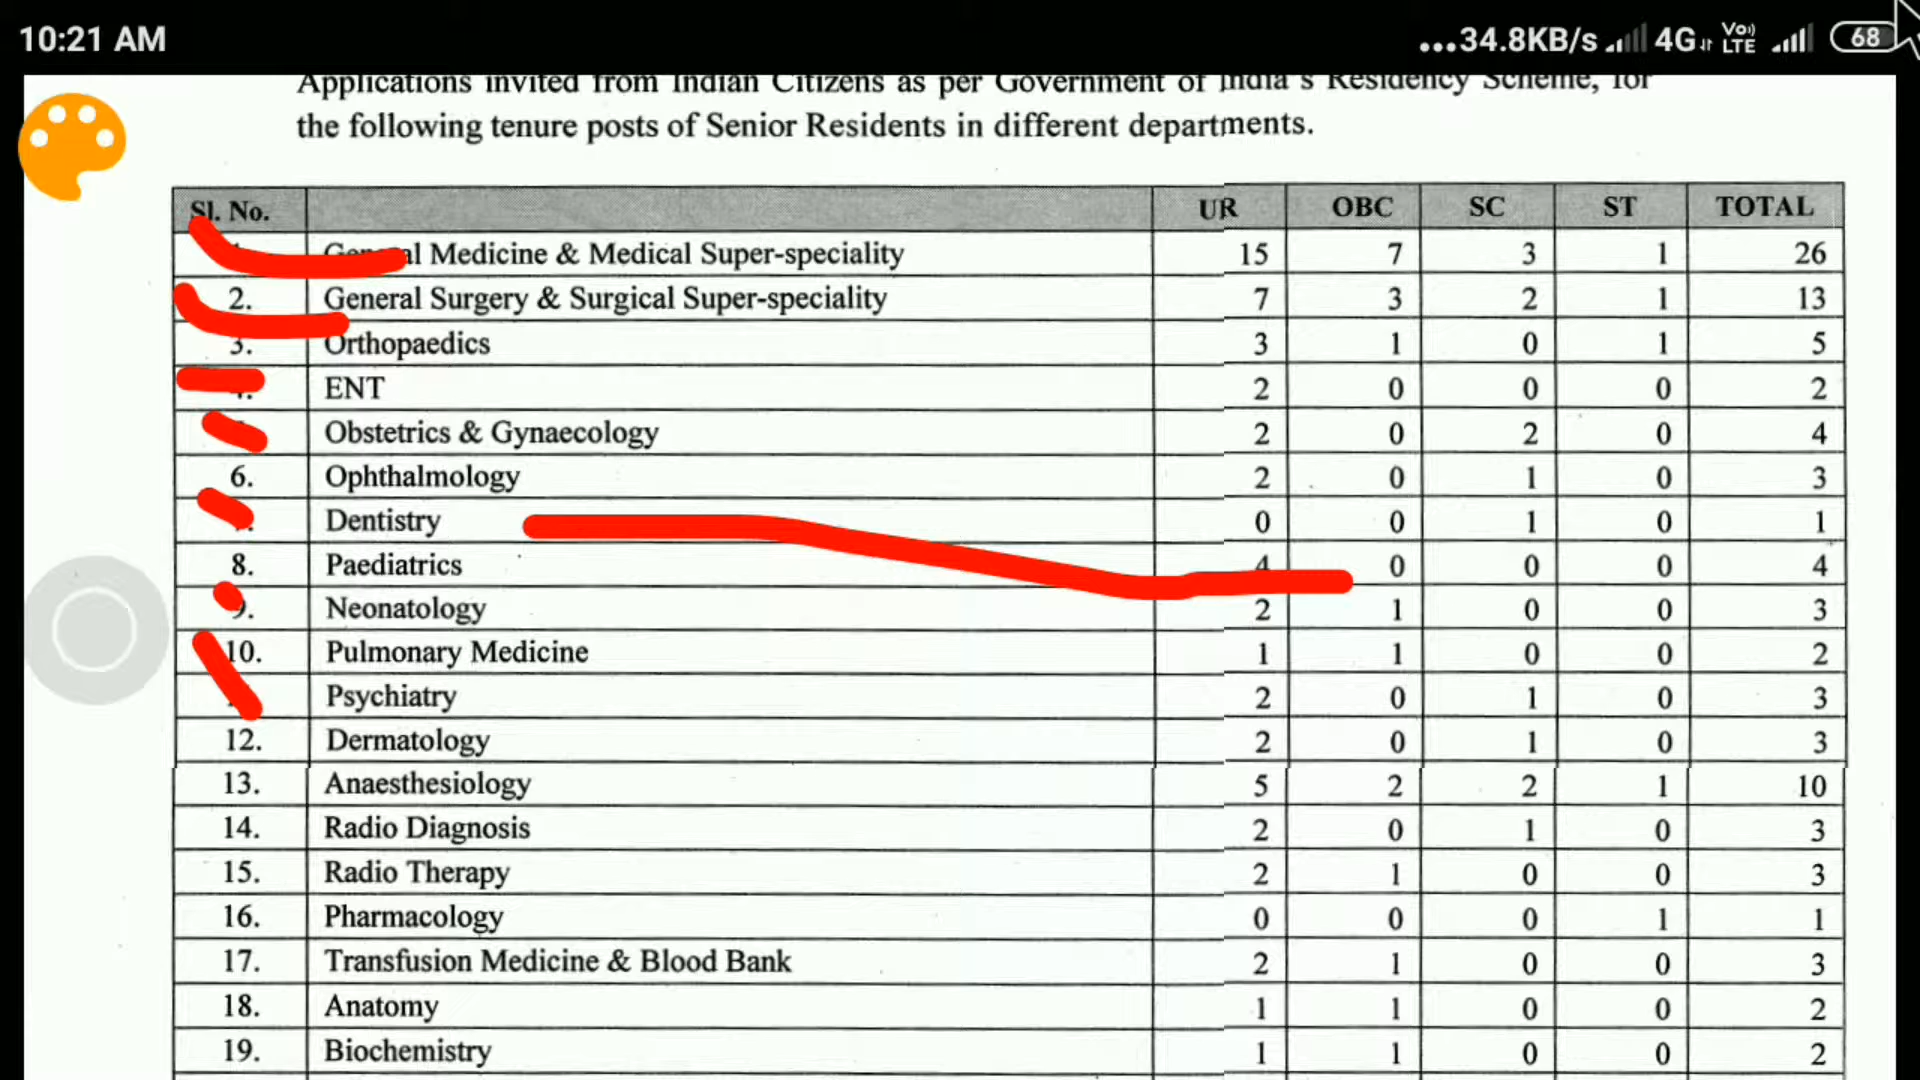 10:21 AM ...34.8KB/s 4G VoLTE 68
Applications invited from Indian Citizens as per Government of India's Residency Scheme, for
the following tenure posts of Senior Residents in different departments.
Sl. No. UR OBC SC ST TOTAL
General Medicine & Medical Super-speciality 15 7 3 1 26
2. General Surgery & Surgical Super-speciality 7 3 2 1 13
3. Orthopaedics 3 1 0 1 5
ENT 2 0 0 0 2
Obstetrics & Gynaecology 2 0 2 0 4
6. Ophthalmology 2 0 1 0 3
Dentistry 0 0 1 0 1
8. Paediatrics 4 0 0 0 4
9. Neonatology 2 1 0 0 3
10. Pulmonary Medicine 1 1 0 0 2
Psychiatry 2 0 1 0 3
12. Dermatology 2 0 1 0 3
13. Anaesthesiology 5 2 2 1 10
14. Radio Diagnosis 2 0 1 0 3
15. Radio Therapy 2 1 0 0 3
16. Pharmacology 0 0 0 1 1
17. Transfusion Medicine & Blood Bank 2 1 0 0 3
18. Anatomy 1 1 0 0 2
19. Biochemistry 1 1 0 0 2